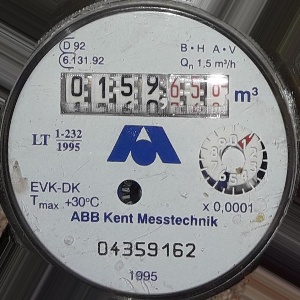 D 92
6.131.92
B • H A • V
Qn 1,5 m³/h
0159650
m³
LT 1-232
1995
EVK-DK
Tmax +30°C
x 0,0001
ABB Kent Messtechnik
04359162
1995